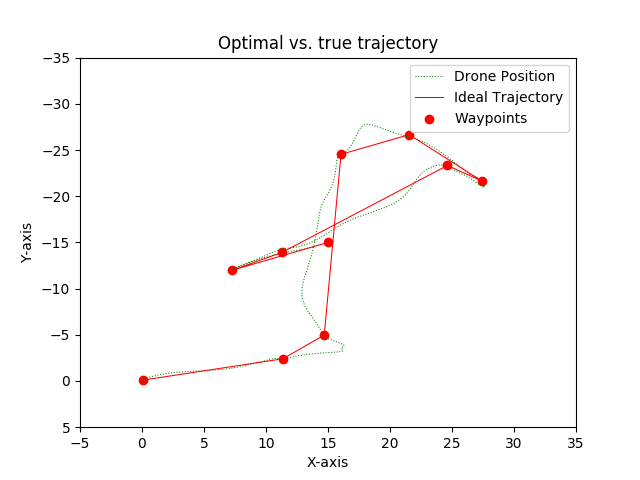 Optimal vs. true trajectory
Drone Position
Ideal Trajectory
Waypoints
Y-axis
−35
−30
−25
−20
−15
−10
−5
0
5
−5 0 5 10 15 20 25 30 35
X-axis